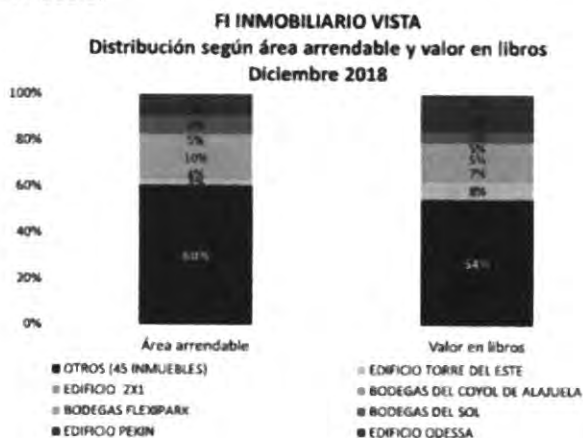 FI INMOBILIARIO VISTA
Distribución según área arrendable y valor en libros
Diciembre 2018
100%
80%
60%
40%
20%
0%
5%
10%
60%
5%
7%
8%
54%
Área arrendable
Valor en libros
OTROS (45 INMUEBLES)
EDIFICIO TORRE DEL ESTE
EDIFICIO 2X1
BODEGAS DEL COYOL DE ALAJUELA
BODEGAS FLEXIPARK
BODEGAS DEL SOL
EDIFICIO PEKIN
EDIFICIO ODESSA